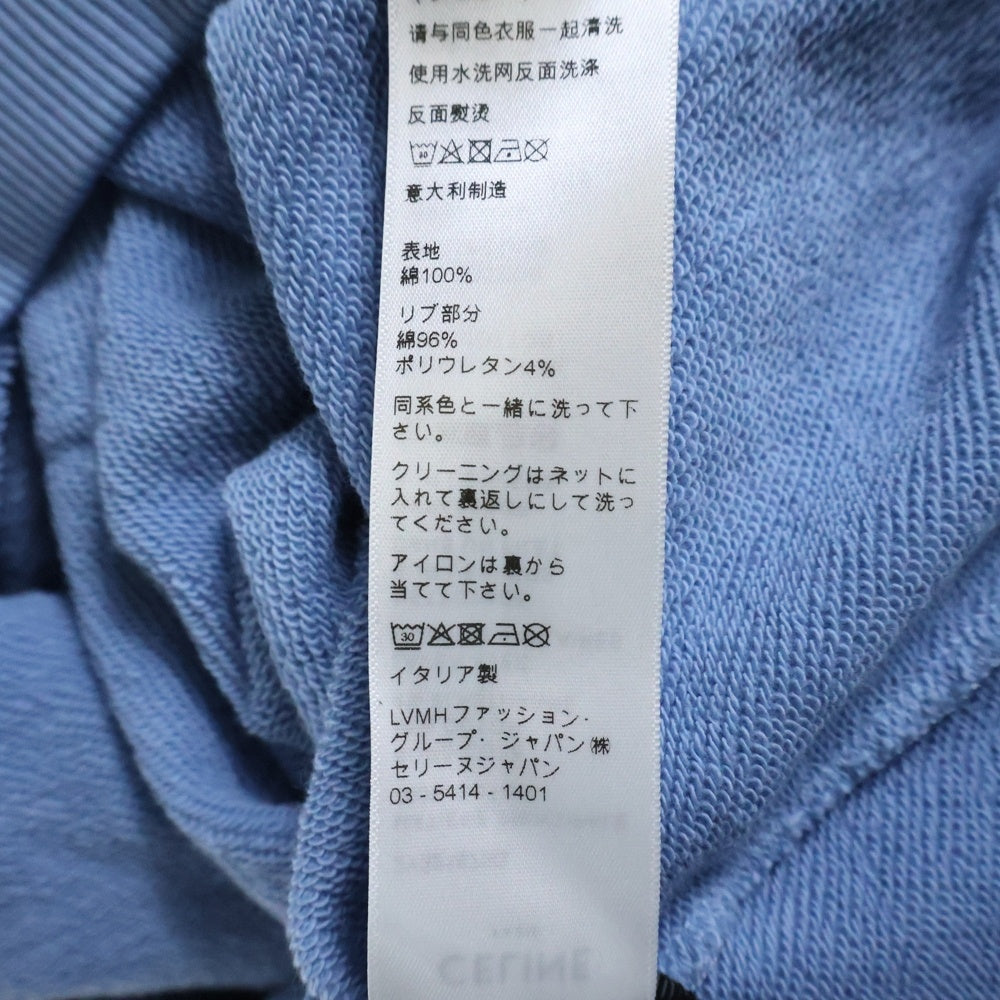 请与同色衣服一起清洗
使用水洗网反面洗涤
反面熨烫
意大利制造
表地
綿100%
リブ部分
綿96%
ポリウレタン4%
同系色と一緒に洗って下
さい。
クリーニングはネットに
入れて裏返しにして洗っ
てください。
アイロンは裏から
当てて下さい。
30
イタリア製
LVMHファッション・
グループ・ジャパン㈱
セリーヌジャパン
03 - 5414 - 1401
CELINE